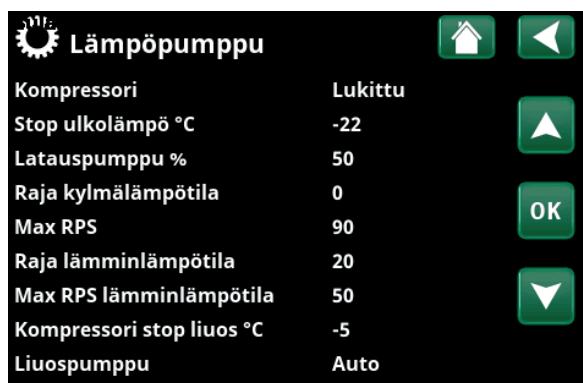 Lämpöpumppu
Kompressori Lukittu
Stop ulkolämpö °C -22
Latauspumppu % 50
Raja kylmälämpötila 0
Max RPS 90
Raja lämminlämpötila 20
Max RPS lämminlämpötila 50
Kompressori stop liuos °C -5
Liuospumppu Auto
OK